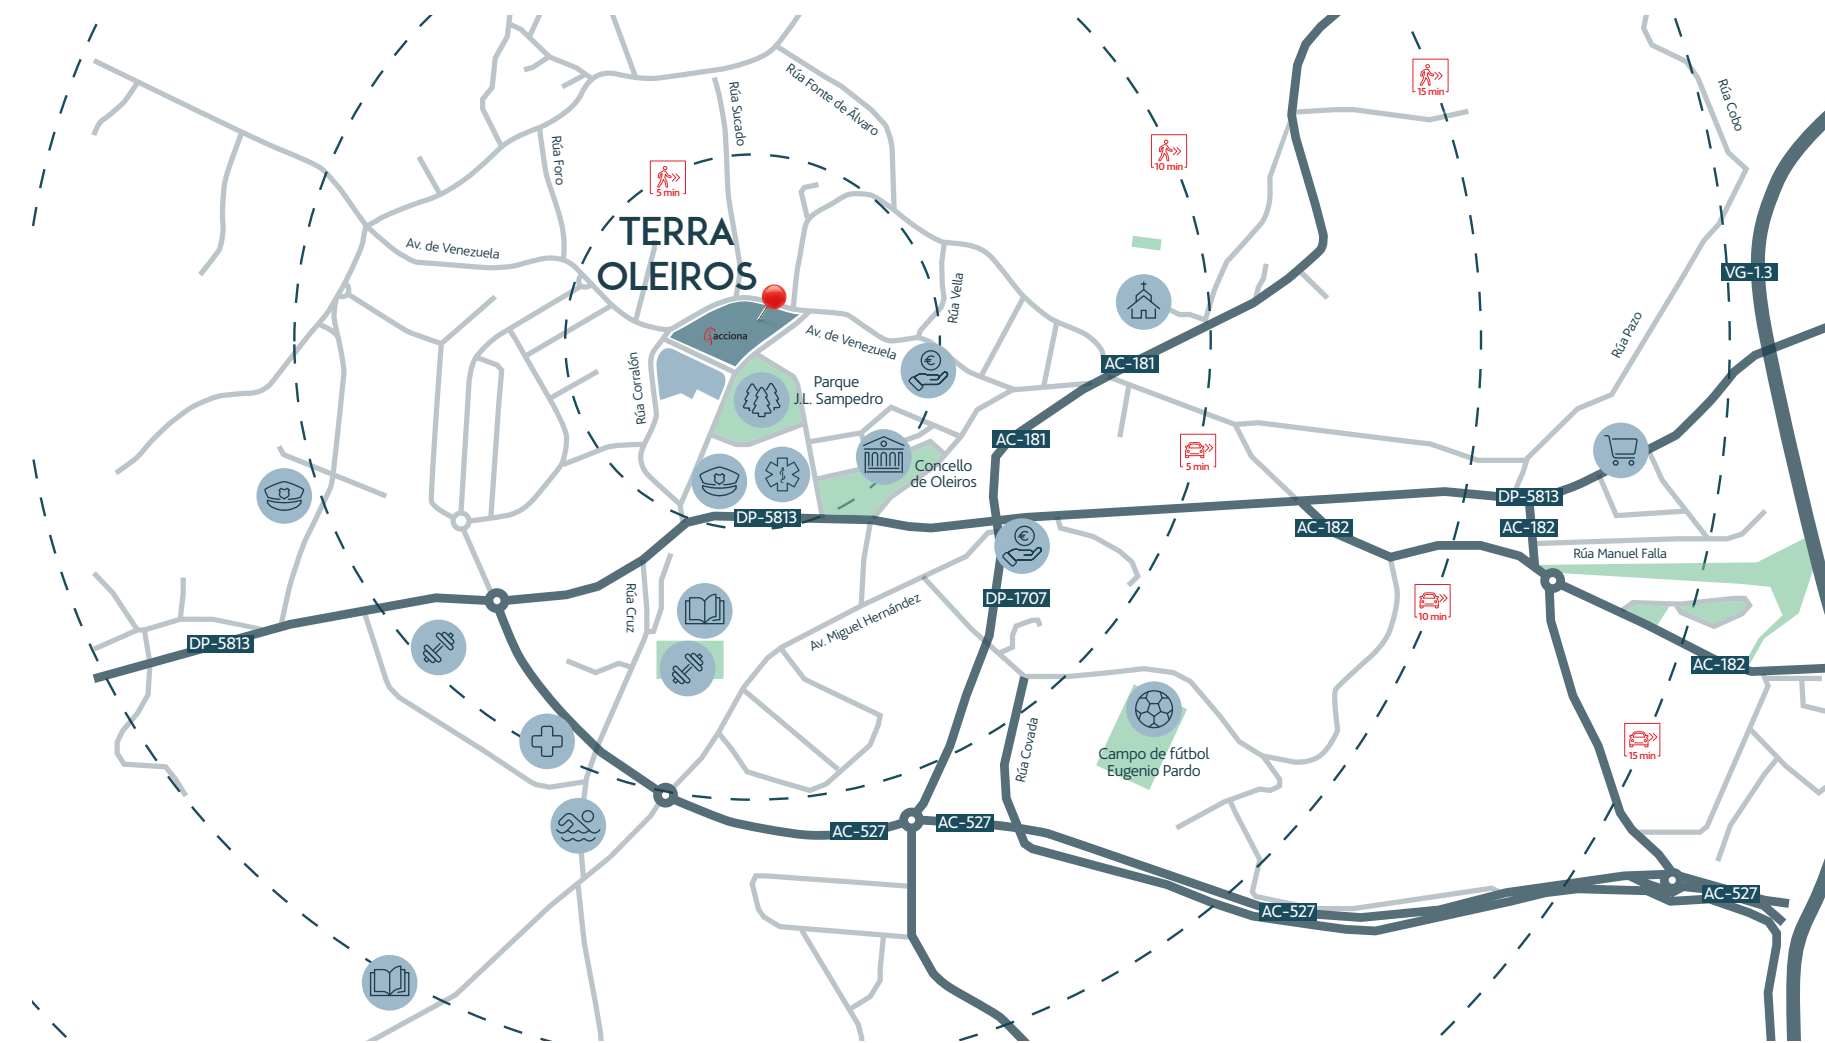 15 min
Rúa Fonte de Álvaro
Rúa Sucado
Rúa Cobo
10 min
Rúa Foro
5 min
TERRA
OLEIROS
Av. de Venezuela
VG-1.3
Rúa Vella
acciona
Av. de Venezuela
Rúa Pazo
AC-181
Rúa Corralón
Parque
J.L. Sampedro
AC-181
5 min
Concello
de Oleiros
DP-5813
DP-5813
AC-182
AC-182
Rúa Manuel Falla
Rúa Cruz
DP-1707
10 min
Av. Miguel Hernández
DP-5813
AC-182
Rúa Covada
Campo de fútbol
Eugenio Pardo
15 min
AC-527
AC-527
AC-527
AC-527